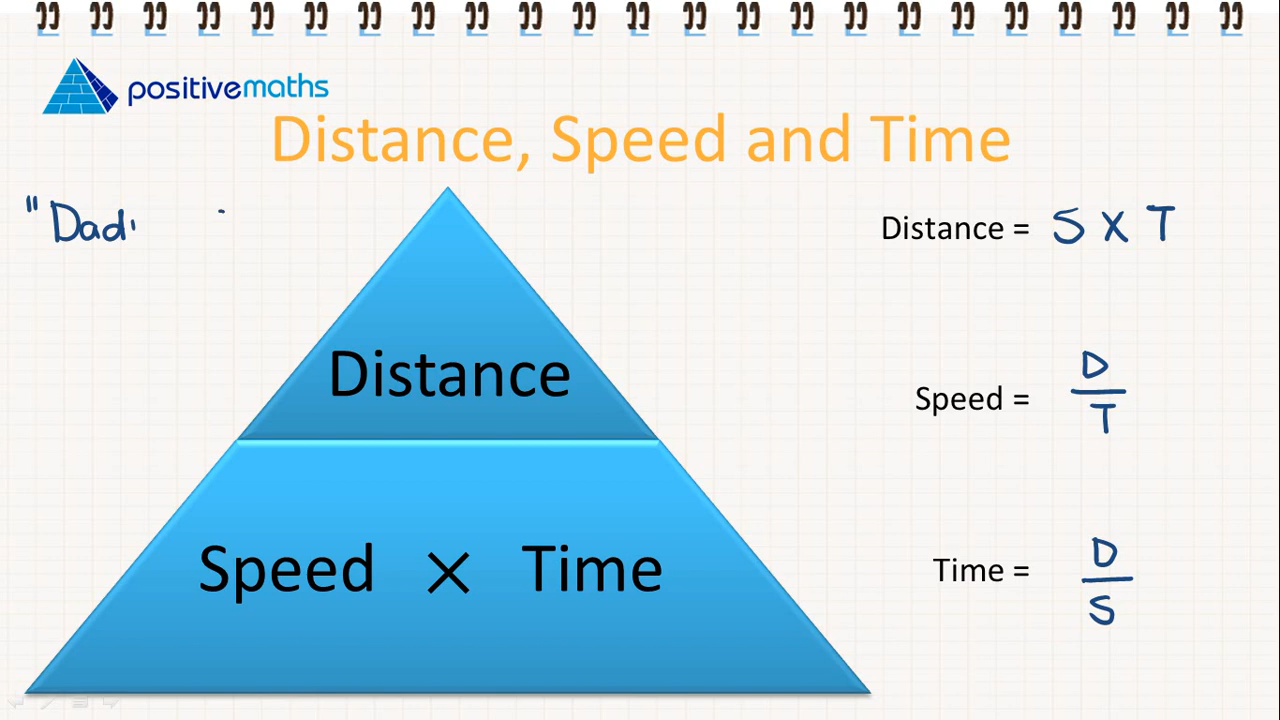 positivemaths
Distance, Speed and Time
"Dad'
Distance = S X T
Distance
Speed = D
T
Speed × Time
Time = D
S